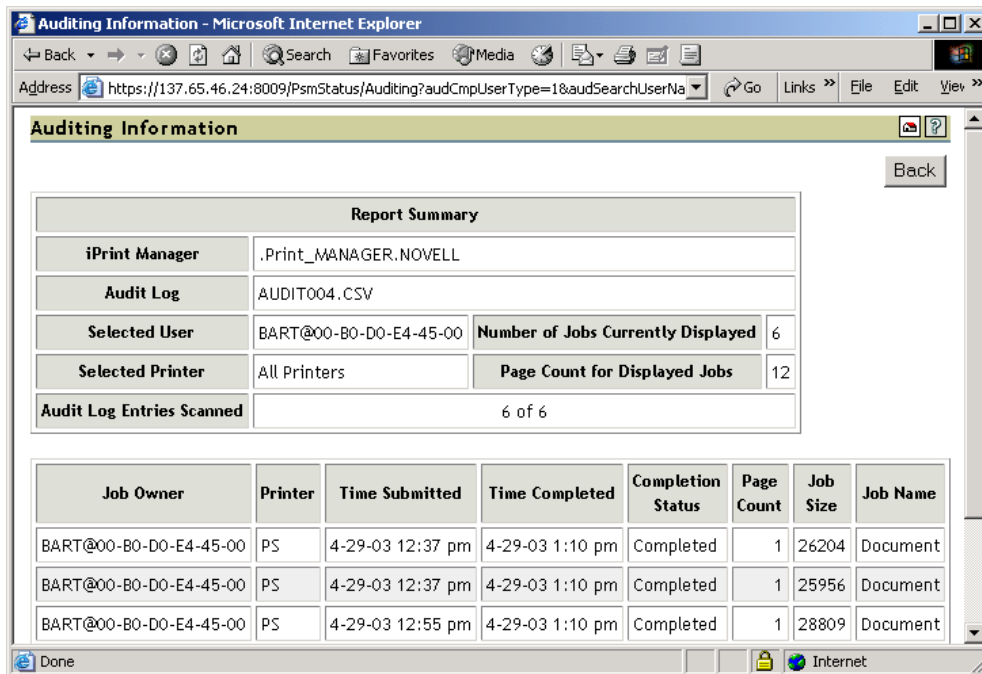 Auditing Information - Microsoft Internet Explorer
Back Search Favorites Media
Address https://137.65.46.24:8009/PsmStatus/Auditing?audCmpUserType=1&audSearchUserNa Go Links » File Edit View »
Auditing Information
Back
Report Summary
iPrint Manager .Print_MANAGER.NOVELL
Audit Log AUDIT004.CSV
Selected User BART@00-B0-D0-E4-45-00 Number of Jobs Currently Displayed 6
Selected Printer All Printers Page Count for Displayed Jobs 12
Audit Log Entries Scanned 6 of 6
Job Owner Printer Time Submitted Time Completed Completion Status Page Count Job Size Job Name
BART@00-B0-D0-E4-45-00 PS 4-29-03 12:37 pm 4-29-03 1:10 pm Completed 1 26204 Document
BART@00-B0-D0-E4-45-00 PS 4-29-03 12:37 pm 4-29-03 1:10 pm Completed 1 25956 Document
BART@00-B0-D0-E4-45-00 PS 4-29-03 12:55 pm 4-29-03 1:10 pm Completed 1 28809 Document
Done Internet